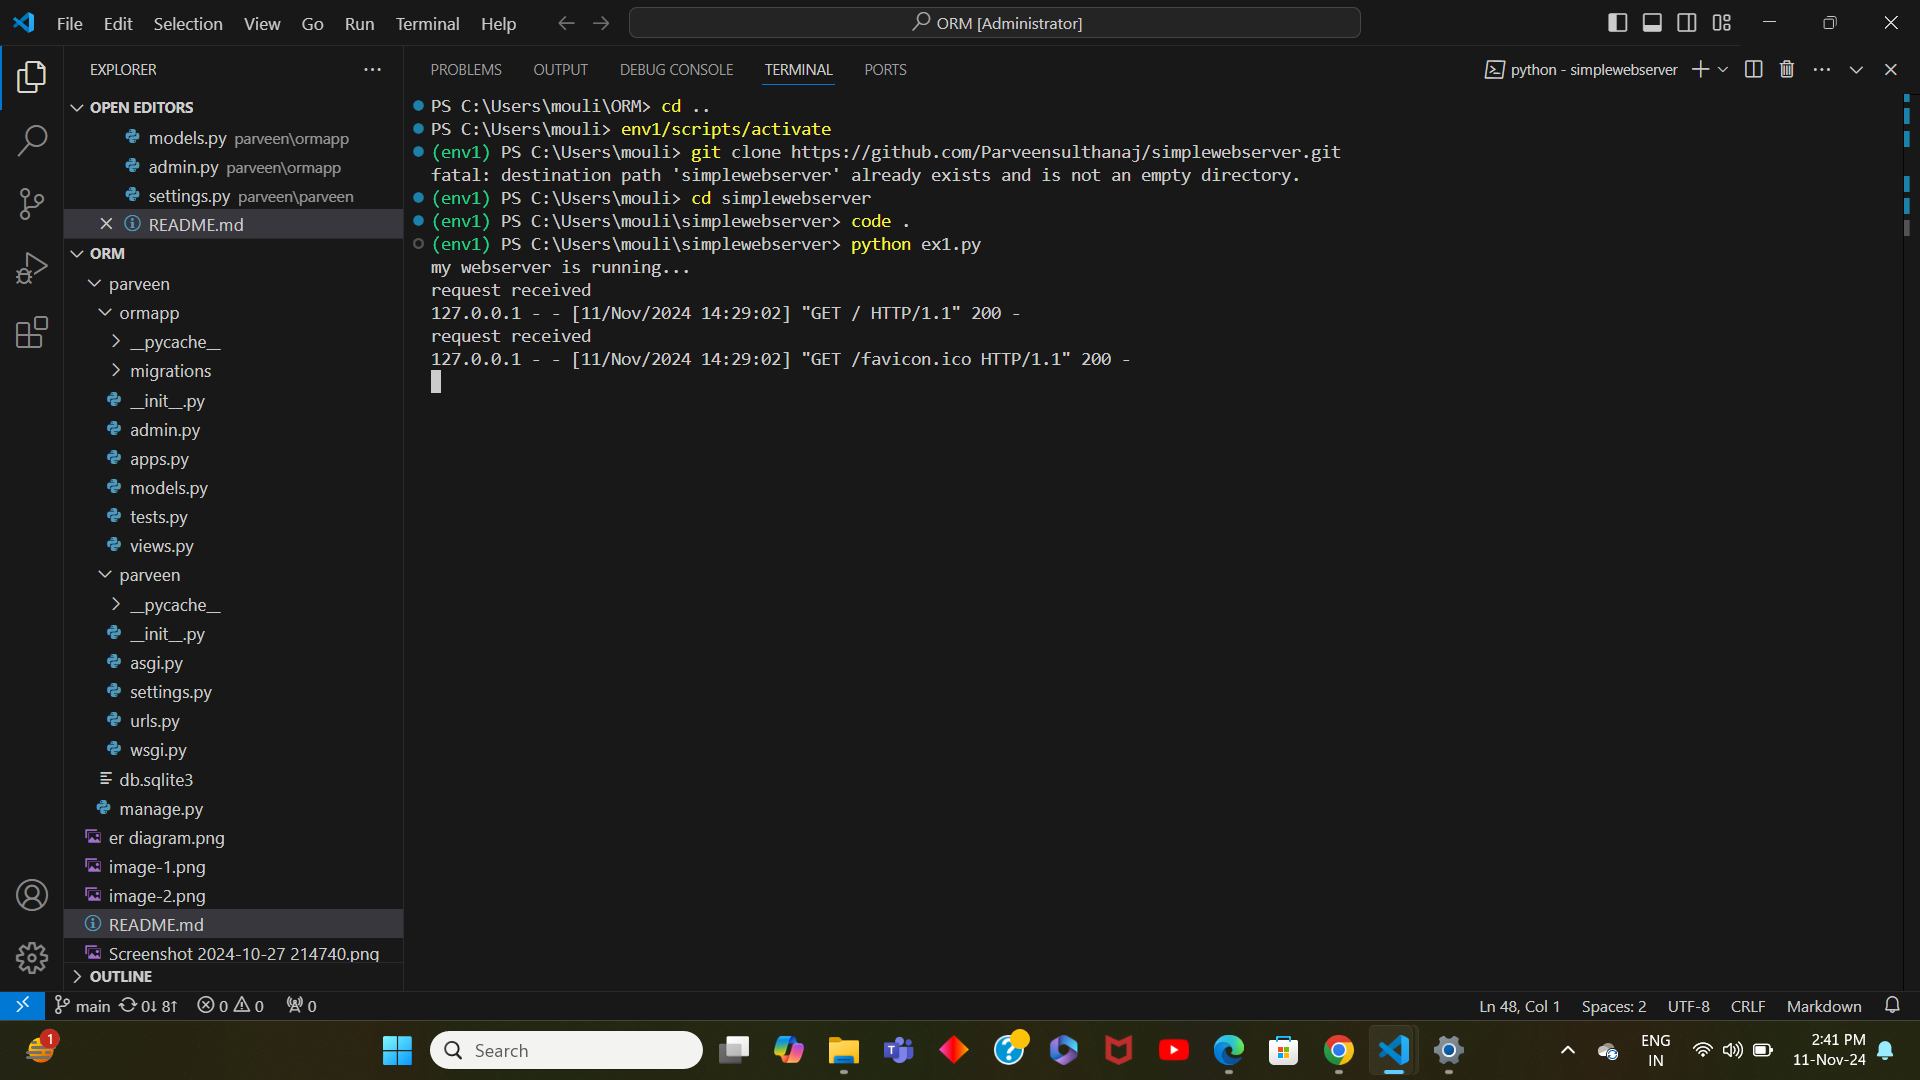 File Edit Selection View Go Run Terminal Help
ORM [Administrator]
EXPLORER
OPEN EDITORS
models.py parveen\ormapp
admin.py parveen\ormapp
settings.py parveen\parveen
README.md
ORM
parveen
ormapp
__pycache__
migrations
__init__.py
admin.py
apps.py
models.py
tests.py
views.py
parveen
__pycache__
__init__.py
asgi.py
settings.py
urls.py
wsgi.py
db.sqlite3
manage.py
er diagram.png
image-1.png
image-2.png
README.md
Screenshot 2024-10-27 214740.png
OUTLINE
PROBLEMS OUTPUT DEBUG CONSOLE TERMINAL PORTS
python - simplewebserver
PS C:\Users\mouli\ORM> cd ..
PS C:\Users\mouli> env1/scripts/activate
(env1) PS C:\Users\mouli> git clone https://github.com/Parveensulthanaj/simplewebserver.git
fatal: destination path 'simplewebserver' already exists and is not an empty directory.
(env1) PS C:\Users\mouli> cd simplewebserver
(env1) PS C:\Users\mouli\simplewebserver> code .
(env1) PS C:\Users\mouli\simplewebserver> python ex1.py
my webserver is running...
request received
127.0.0.1 - - [11/Nov/2024 14:29:02] "GET / HTTP/1.1" 200 -
request received
127.0.0.1 - - [11/Nov/2024 14:29:02] "GET /favicon.ico HTTP/1.1" 200 -
main 0↓ 8↑ 0 0 0
Ln 48, Col 1 Spaces: 2 UTF-8 CRLF Markdown
1
Search
ENG
IN
2:41 PM
11-Nov-24